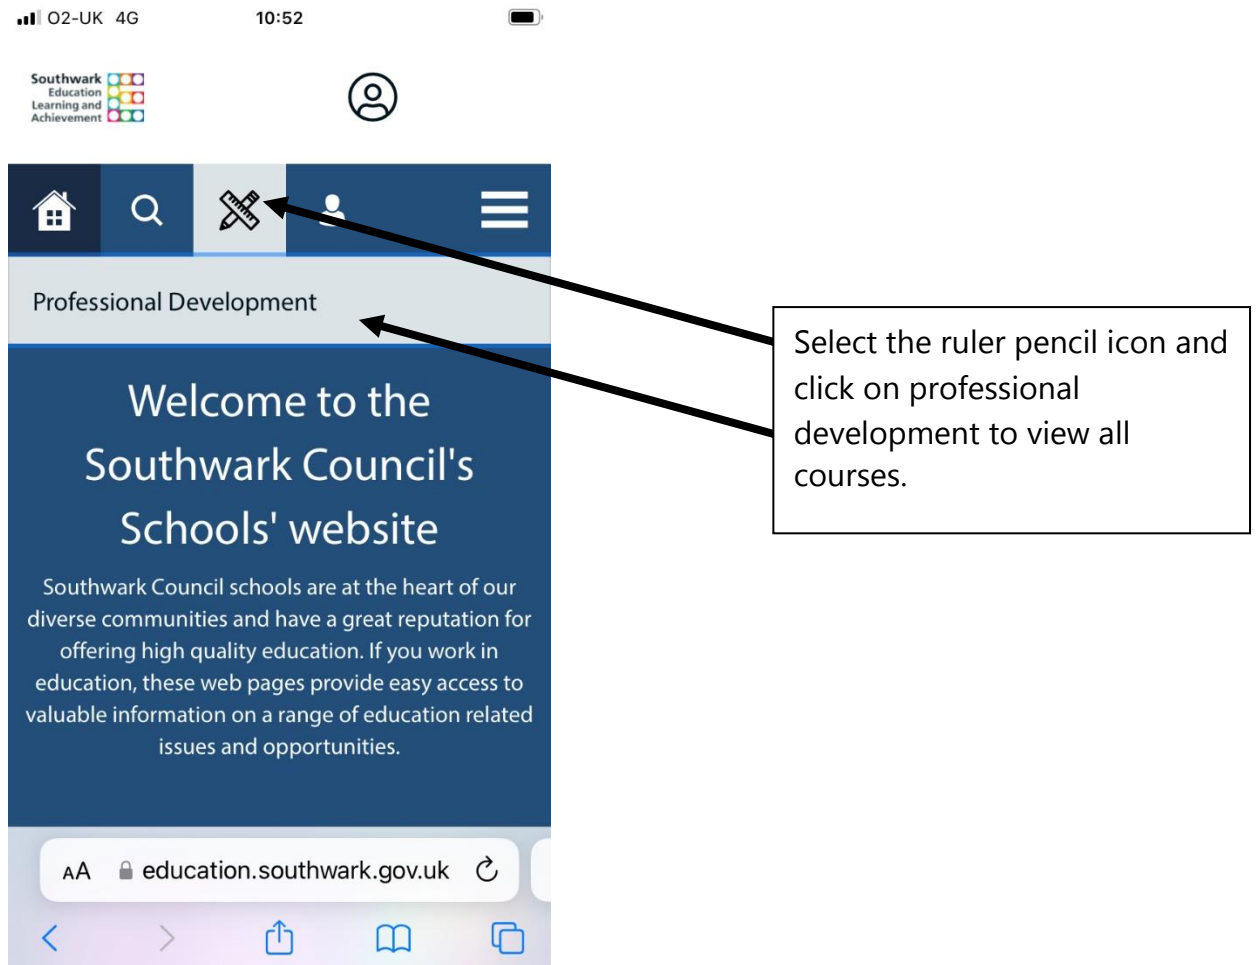 O2-UK 4G 10:52
Southwark
Education
Learning and
Achievement
Professional Development
Welcome to the
Southwark Council's
Schools' website
Southwark Council schools are at the heart of our
diverse communities and have a great reputation for
offering high quality education. If you work in
education, these web pages provide easy access to
valuable information on a range of education related
issues and opportunities.
AA education.southwark.gov.uk
Select the ruler pencil icon and
click on professional
development to view all
courses.